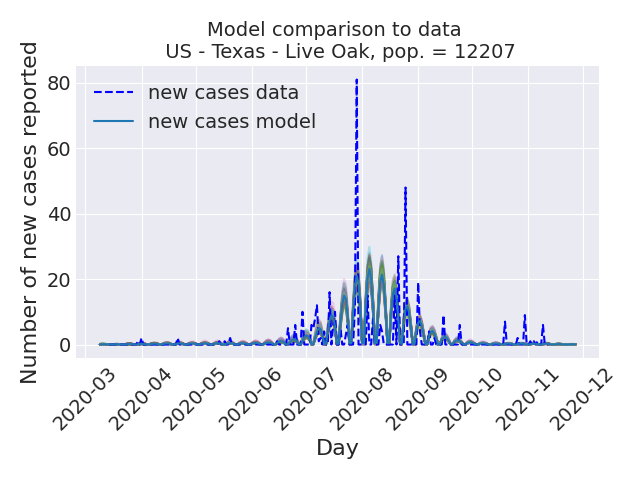 Model comparison to data
US - Texas - Live Oak, pop. = 12207
Number of new cases reported
80
60
40
20
0
new cases data
new cases model
2020-03
2020-04
2020-05
2020-06
2020-07
2020-08
2020-09
2020-10
2020-11
2020-12
Day